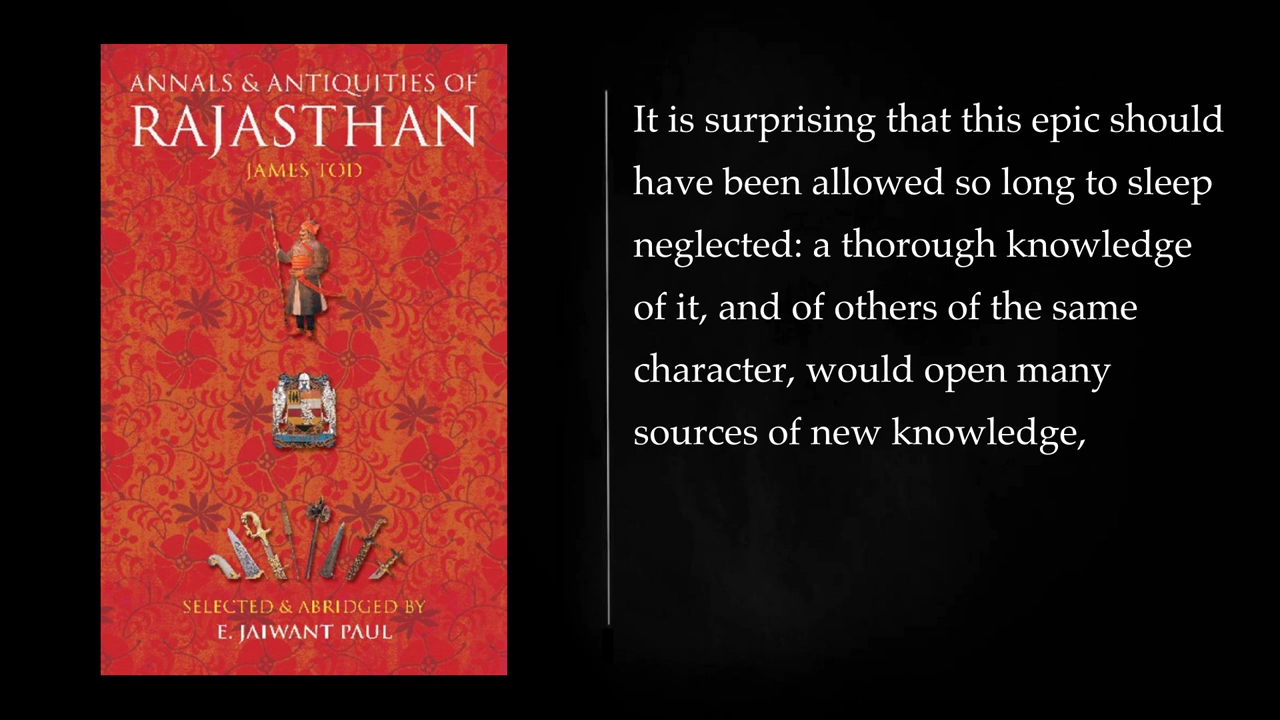 ANNALS & ANTIQUITIES OF
RAJASTHAN
JAMES TOD
SELECTED & ABRIDGED BY
E. JAIWANT PAUL
It is surprising that this epic should
have been allowed so long to sleep
neglected: a thorough knowledge
of it, and of others of the same
character, would open many
sources of new knowledge,